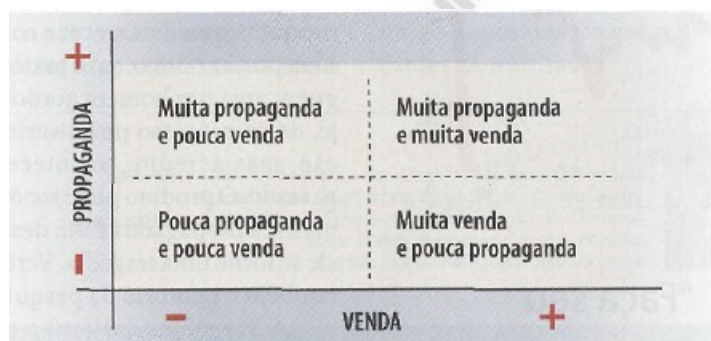 +
PROPAGANDA
Muita propaganda
e pouca venda
Muita propaganda
e muita venda
Pouca propaganda
e pouca venda
Muita venda
e pouca propaganda
-
-
VENDA
+